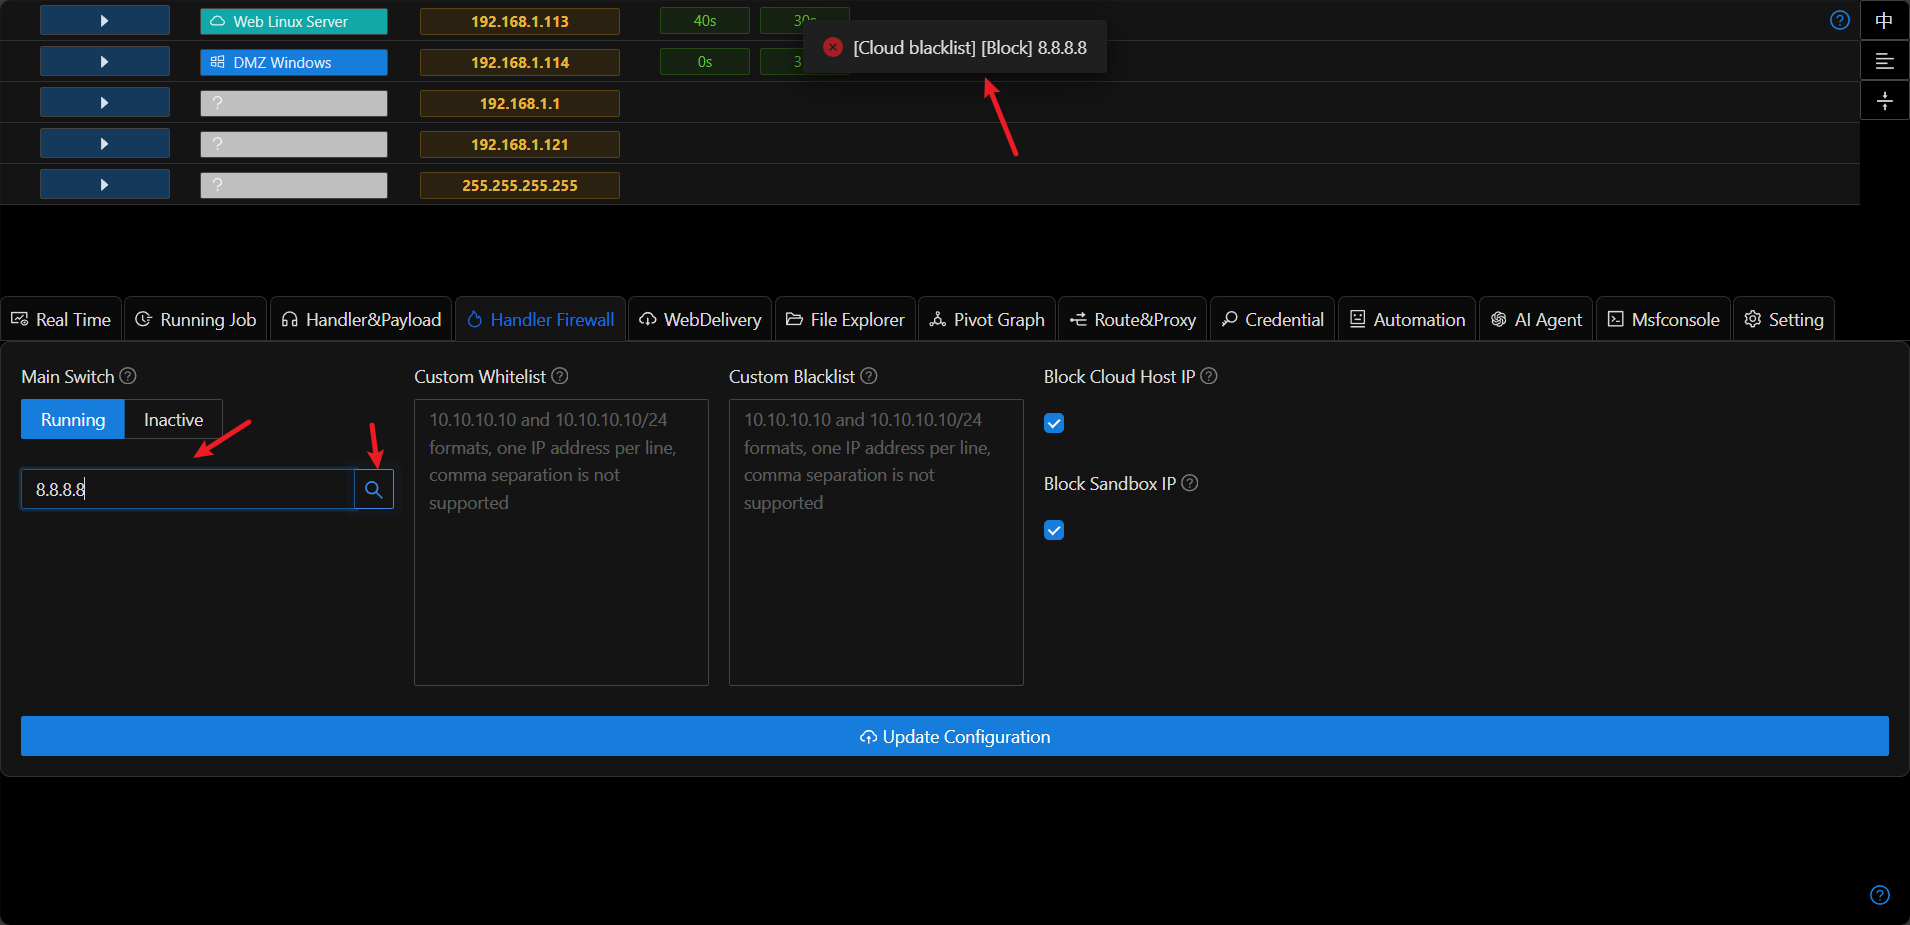 Web Linux Server 192.168.1.113 40s 30s
[Cloud blacklist] [Block] 8.8.8.8
中
DMZ Windows 192.168.1.114 0s 3
? 192.168.1.1
? 192.168.1.121
? 255.255.255.255
Real Time Running Job Handler&Payload Handler Firewall WebDelivery File Explorer Pivot Graph Route&Proxy Credential Automation AI Agent Msfconsole Setting
Main Switch
Running Inactive
8.8.8.8
Custom Whitelist
10.10.10.10 and 10.10.10.10/24
formats, one IP address per line,
comma separation is not
supported
Custom Blacklist
10.10.10.10 and 10.10.10.10/24
formats, one IP address per line,
comma separation is not
supported
Block Cloud Host IP
Block Sandbox IP
Update Configuration